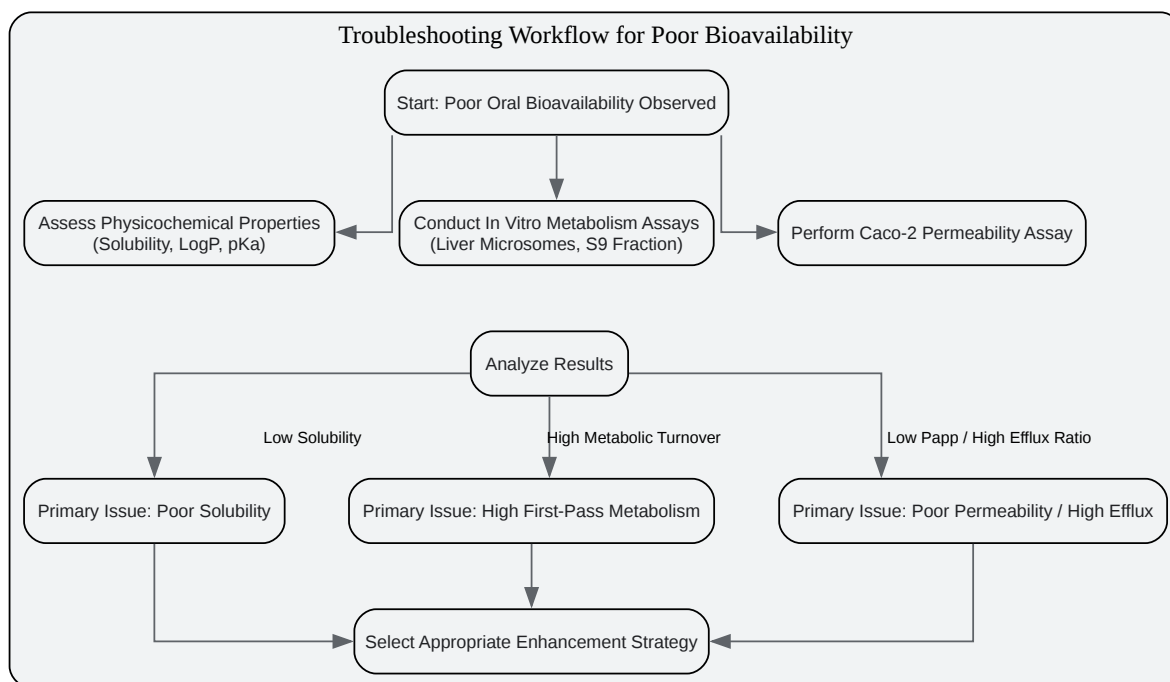 Troubleshooting Workflow for Poor Bioavailability
Start: Poor Oral Bioavailability Observed
Assess Physicochemical Properties
(Solubility, LogP, pKa)
Conduct In Vitro Metabolism Assays
(Liver Microsomes, S9 Fraction)
Perform Caco-2 Permeability Assay
Analyze Results
Low Solubility
High Metabolic Turnover
Low Papp / High Efflux Ratio
Primary Issue: Poor Solubility
Primary Issue: High First-Pass Metabolism
Primary Issue: Poor Permeability / High Efflux
Select Appropriate Enhancement Strategy